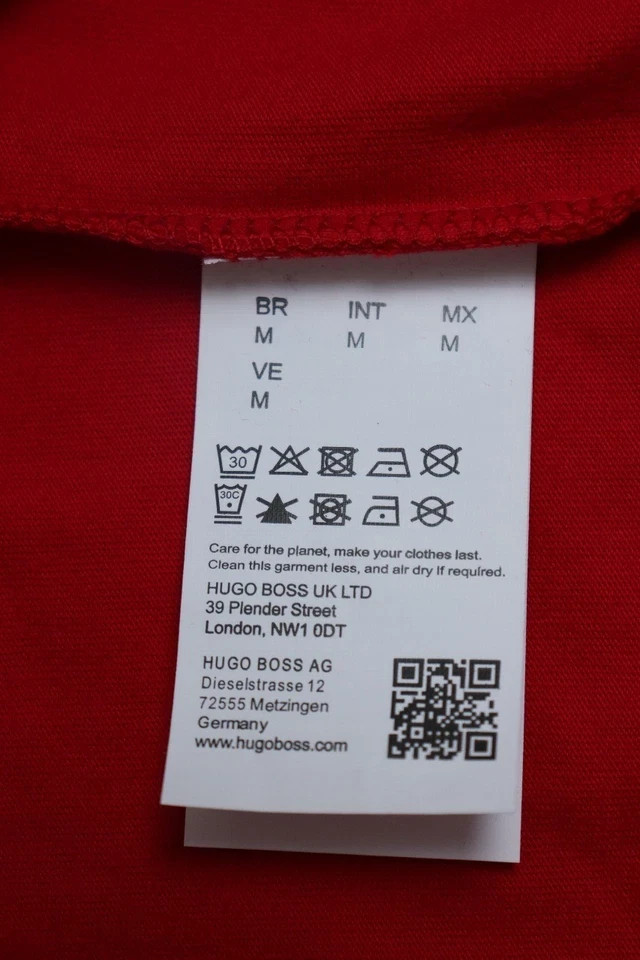 BR INT MX
M M M
VE
M
30
30C
Care for the planet, make your clothes last.
Clean this garment less, and air dry if required.
HUGO BOSS UK LTD
39 Plender Street
London, NW1 0DT
HUGO BOSS AG
Dieselstrasse 12
72555 Metzingen
Germany
www.hugoboss.com